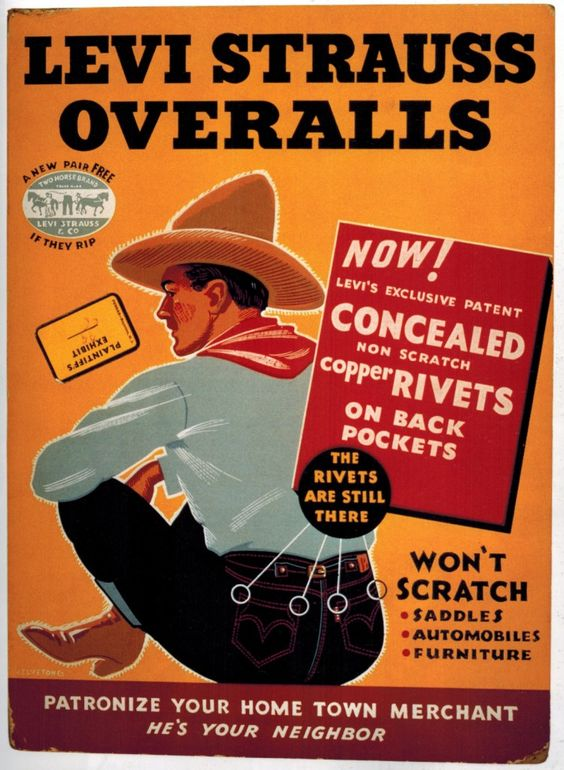 LEVI STRAUSS
OVERALLS
A NEW PAIR FREE
TWO HORSE BRAND
TRADE MARK
LEVI STRAUSS
& CO
IF THEY RIP
PLAINTIFF'S
EXHIBIT
NOW!
LEVI'S EXCLUSIVE PATENT
CONCEALED
NON SCRATCH
copper RIVETS
ON BACK
POCKETS
THE
RIVETS
ARE STILL
THERE
WON'T
SCRATCH
• SADDLES
• AUTOMOBILES
• FURNITURE
PATRONIZE YOUR HOME TOWN MERCHANT
HE'S YOUR NEIGHBOR